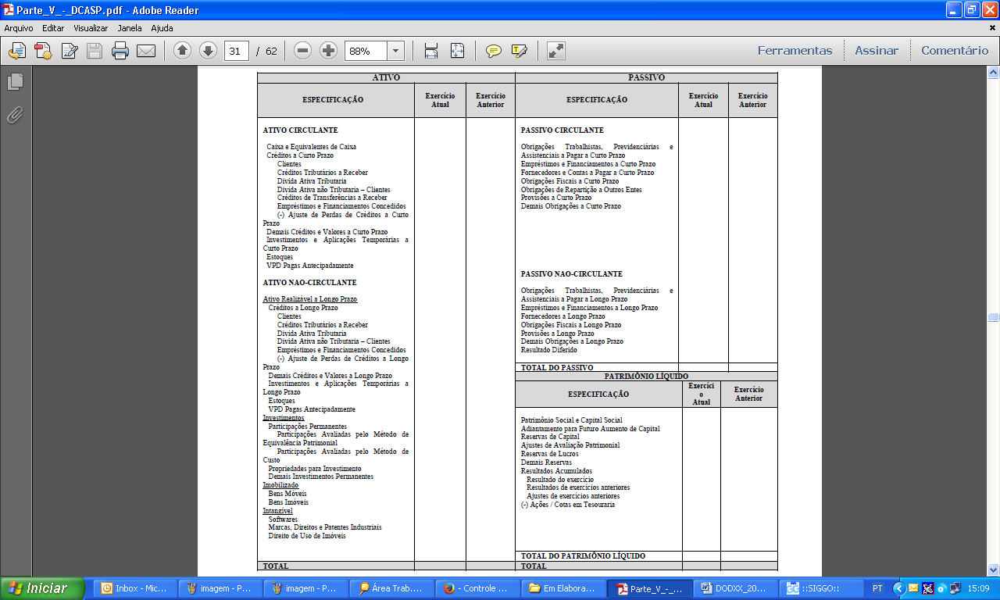 Parte_V_-_DCASP.pdf - Adobe Reader
Arquivo Editar Visualizar Janela Ajuda
31 / 62 88% Ferramentas Assinar Comentário
ATIVO
ESPECIFICAÇÃO Exercício Atual Exercício Anterior
ATIVO CIRCULANTE
Caixa e Equivalentes de Caixa
Créditos a Curto Prazo
Clientes
Créditos Tributários a Receber
Divida Ativa Tributaria
Divida Ativa não Tributaria – Clientes
Créditos de Transferências a Receber
Empréstimos e Financiamentos Concedidos
(-) Ajuste de Perdas de Créditos a Curto
Prazo
Demais Créditos e Valores a Curto Prazo
Investimentos e Aplicações Temporárias a
Curto Prazo
Estoques
VPD Pagas Antecipadamente
ATIVO NAO-CIRCULANTE
Ativo Realizável a Longo Prazo
Créditos a Longo Prazo
Clientes
Créditos Tributários a Receber
Divida Ativa Tributaria
Divida Ativa não Tributaria – Clientes
Empréstimos e Financiamentos Concedidos
(-) Ajuste de Perdas de Créditos a Longo
Prazo
Demais Créditos e Valores a Longo Prazo
Investimentos e Aplicações Temporárias a
Longo Prazo
Estoques
VPD Pagas Antecipadamente
Investimentos
Participações Permanentes
Participações Avaliadas pelo Método de
Equivalência Patrimonial
Participações Avaliadas pelo Método de
Custo
Propriedades para Investimento
Demais Investimentos Permanentes
Imobilizado
Bens Móveis
Bens Imóveis
Intangível
Softwares
Marcas, Direitos e Patentes Industriais
Direito de Uso de Imóveis
TOTAL
PASSIVO
ESPECIFICAÇÃO Exercício Atual Exercício Anterior
PASSIVO CIRCULANTE
Obrigações Trabalhistas, Previdenciárias e
Assistenciais a Pagar a Curto Prazo
Empréstimos e Financiamentos a Curto Prazo
Fornecedores e Contas a Pagar a Curto Prazo
Obrigações Fiscais a Curto Prazo
Obrigações de Repartição a Outros Entes
Provisões a Curto Prazo
Demais Obrigações a Curto Prazo
PASSIVO NAO-CIRCULANTE
Obrigações Trabalhistas, Previdenciárias e
Assistenciais a Pagar a Longo Prazo
Empréstimos e Financiamentos a Longo Prazo
Fornecedores a Longo Prazo
Obrigações Fiscais a Longo Prazo
Provisões a Longo Prazo
Demais Obrigações a Longo Prazo
Resultado Diferido
TOTAL DO PASSIVO
PATRIMÔNIO LÍQUIDO
ESPECIFICAÇÃO Exercíci o Atual Exercício Anterior
Patrimônio Social e Capital Social
Adiantamento para Futuro Aumento de Capital
Reservas de Capital
Ajustes de Avaliação Patrimonial
Reservas de Lucros
Demais Reservas
Resultados Acumulados
Resultado do exercício
Resultados de exercícios anteriores
Ajustes de exercícios anteriores
(-) Ações / Cotas em Tesouraria
TOTAL DO PATRIMÔNIO LÍQUIDO
TOTAL
Iniciar Inbox - Mic... imagem - P... imagem - P... Área Trab... - Controle ... Em Elabora... Parte_V_-_... DODXX_20... ::SIGGO:: PT 15:09